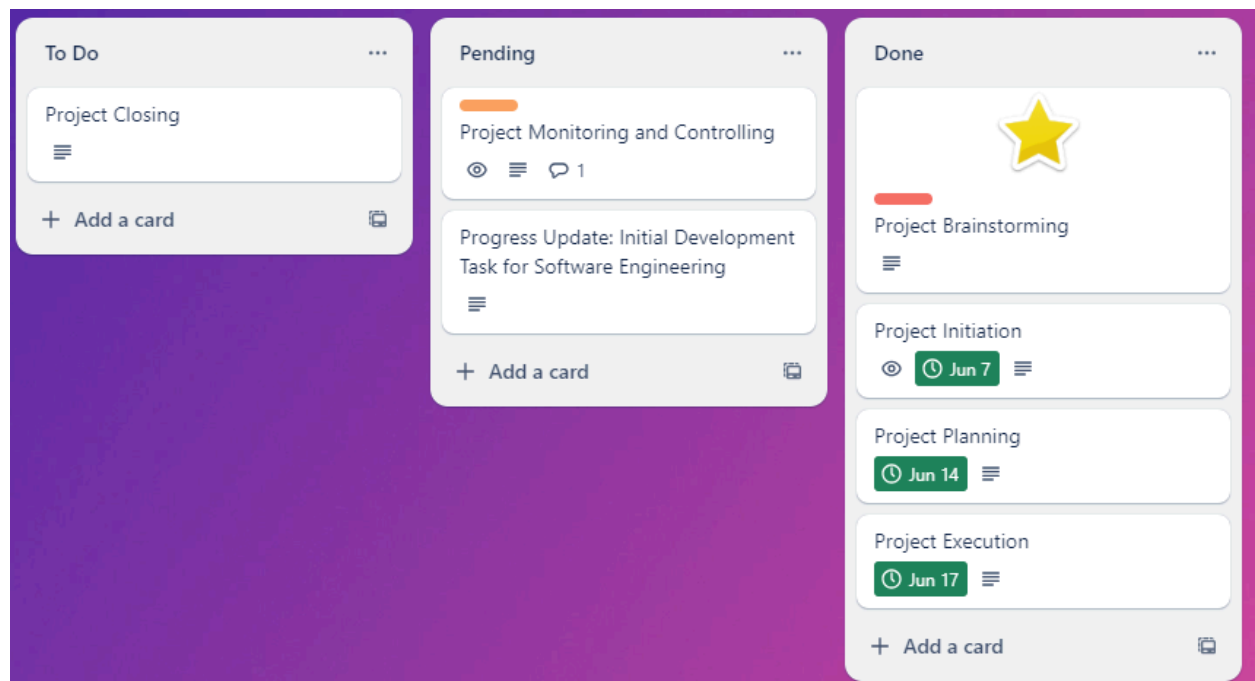 To Do
Project Closing
Add a card
Pending
Project Monitoring and Controlling
1
Progress Update: Initial Development
Task for Software Engineering
Add a card
Done
Project Brainstorming
Project Initiation
Jun 7
Project Planning
Jun 14
Project Execution
Jun 17
Add a card